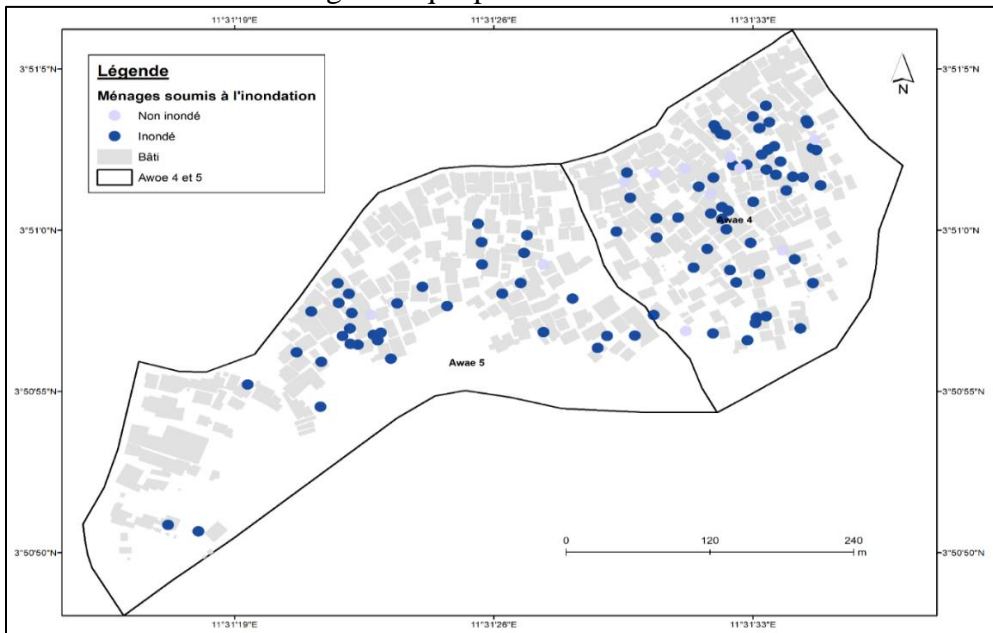 11°31'19"E 11°31'26"E 11°31'33"E
3°51'5"N 3°51'5"N
Légende
Ménages soumis à l'inondation
Non inondé
Inondé
Bâti
Awoe 4 et 5
N
3°51'0"N 3°51'0"N
Awae 4
Awae 5
3°50'55"N 3°50'55"N
3°50'50"N 3°50'50"N
0 120 240
m
11°31'19"E 11°31'26"E 11°31'33"E